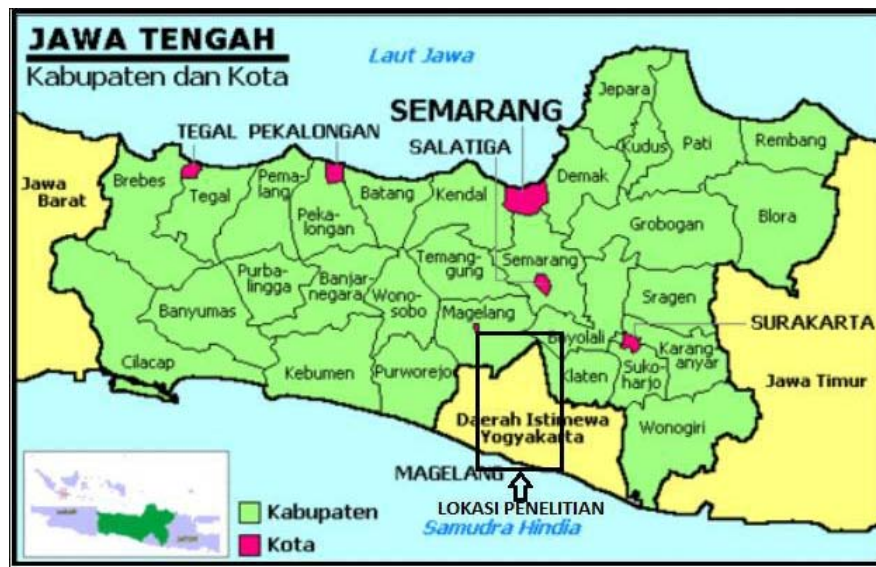 JAWA TENGAH
Kabupaten dan Kota
Laut Jawa
SEMARANG
TEGAL
PEKALONGAN
SALATIGA
Jepara
Kudus
Pati
Rembang
Demak
Jawa
Barat
Brebes
Tegal
Pema-
lang
Peka-
longan
Batang
Kendal
Grobogan
Blora
Temang-
gung
Semarang
Purba-
lingga
Banjar-
negara
Wono-
sobo
Banyumas
Magelang
Sragen
SURAKARTA
Boyolali
Karang-
anyar
Cilacap
Kebumen
Purworejo
Klaten
Suko-
harjo
Jawa Timur
Daerah Istimewa
Yogyakarta
Wonogiri
MAGELANG
LOKASI PENELITIAN
Samudra Hindia
Kabupaten
Kota